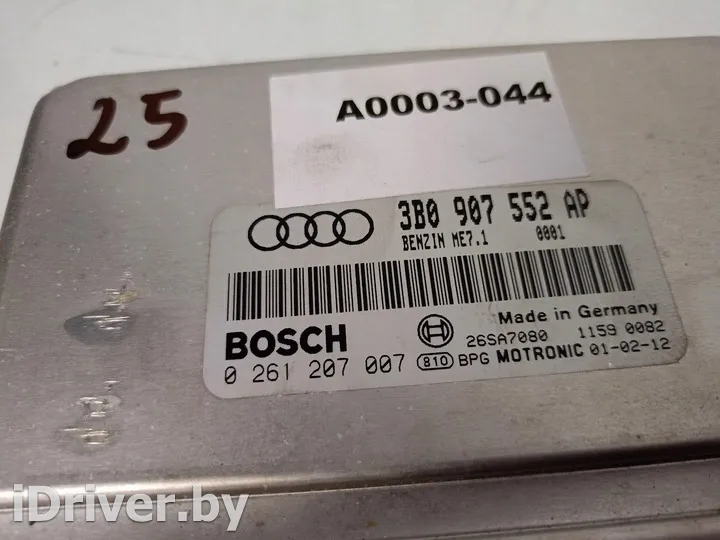 25
A0003-044
3B0 907 552 AP
BENZIN ME7.1 0001
Made in Germany
BOSCH
26SA7080 1159 0082
0 261 207 007 810 BPG MOTRONIC 01-02-12
iDriver.by